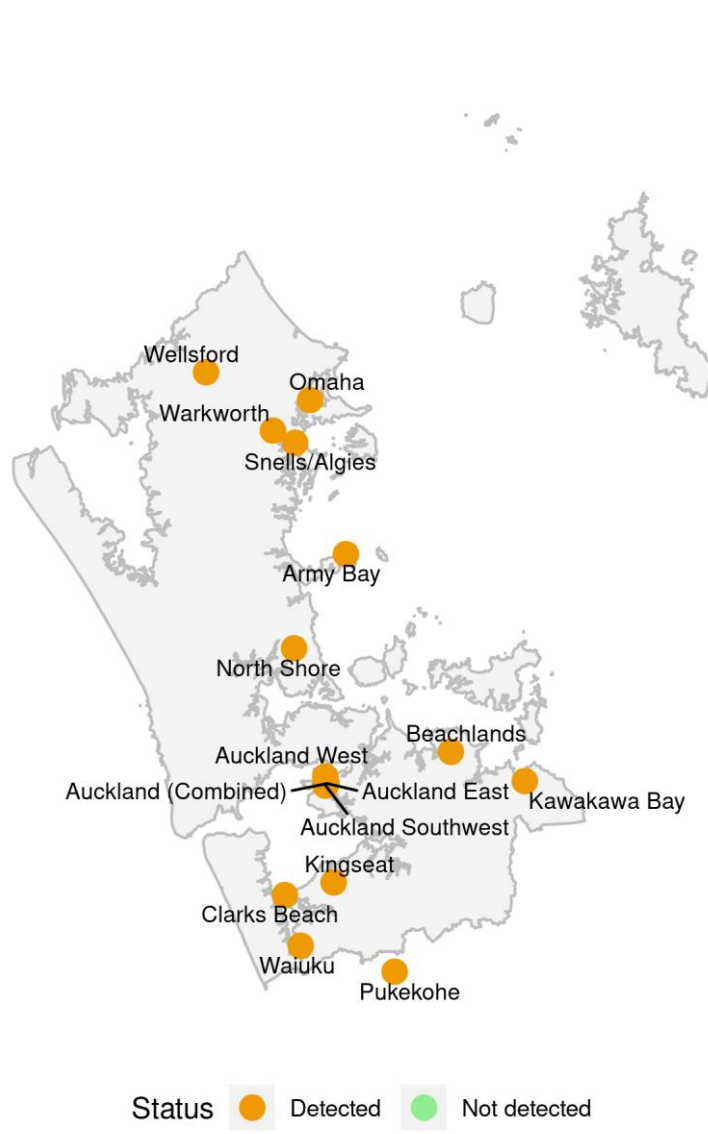 Wellsford
Omaha
Warkworth
Snells/Algies
Army Bay
North Shore
Beachlands
Auckland West
Auckland (Combined)
Auckland East
Kawakawa Bay
Auckland Southwest
Kingseat
Clarks Beach
Waiuku
Pukekohe
Status Detected Not detected